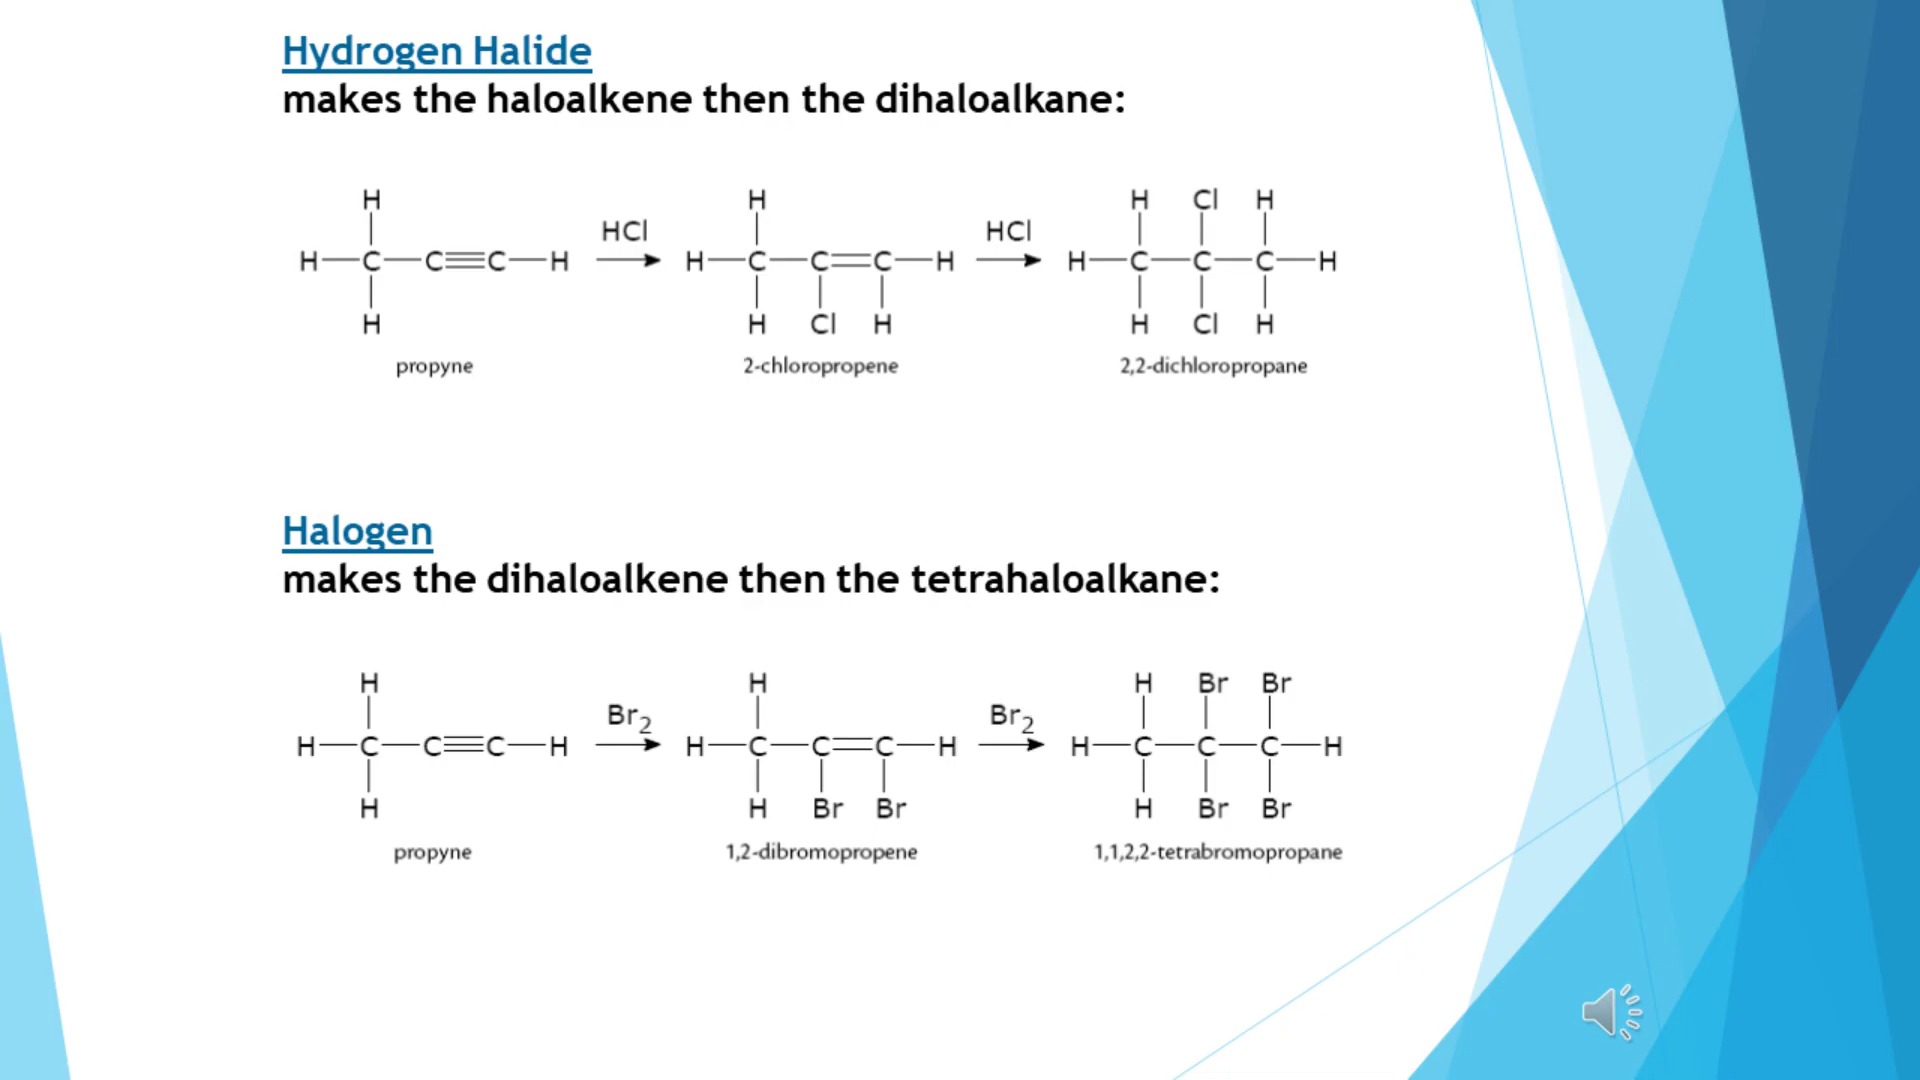 Hydrogen Halide
makes the haloalkene then the dihaloalkane:
H H H Cl H
HCl HCl
H—C—C≡C—H H—C—C=C—H H—C—C—C—H
H H Cl H H Cl H
propyne 2-chloropropene 2,2-dichloropropane
Halogen
makes the dihaloalkene then the tetrahaloalkane:
H H H Br Br
Br₂ Br₂
H—C—C≡C—H H—C—C=C—H H—C—C—C—H
H H Br Br H Br Br
propyne 1,2-dibromopropene 1,1,2,2-tetrabromopropane